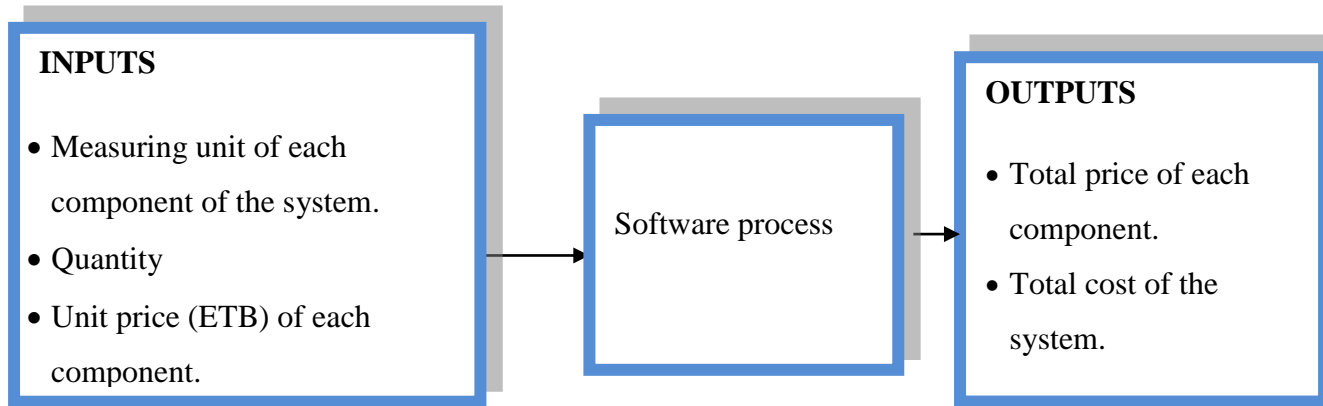 INPUTS
• Measuring unit of each
component of the system.
• Quantity
• Unit price (ETB) of each
component.
Software process
OUTPUTS
• Total price of each
component.
• Total cost of the
system.